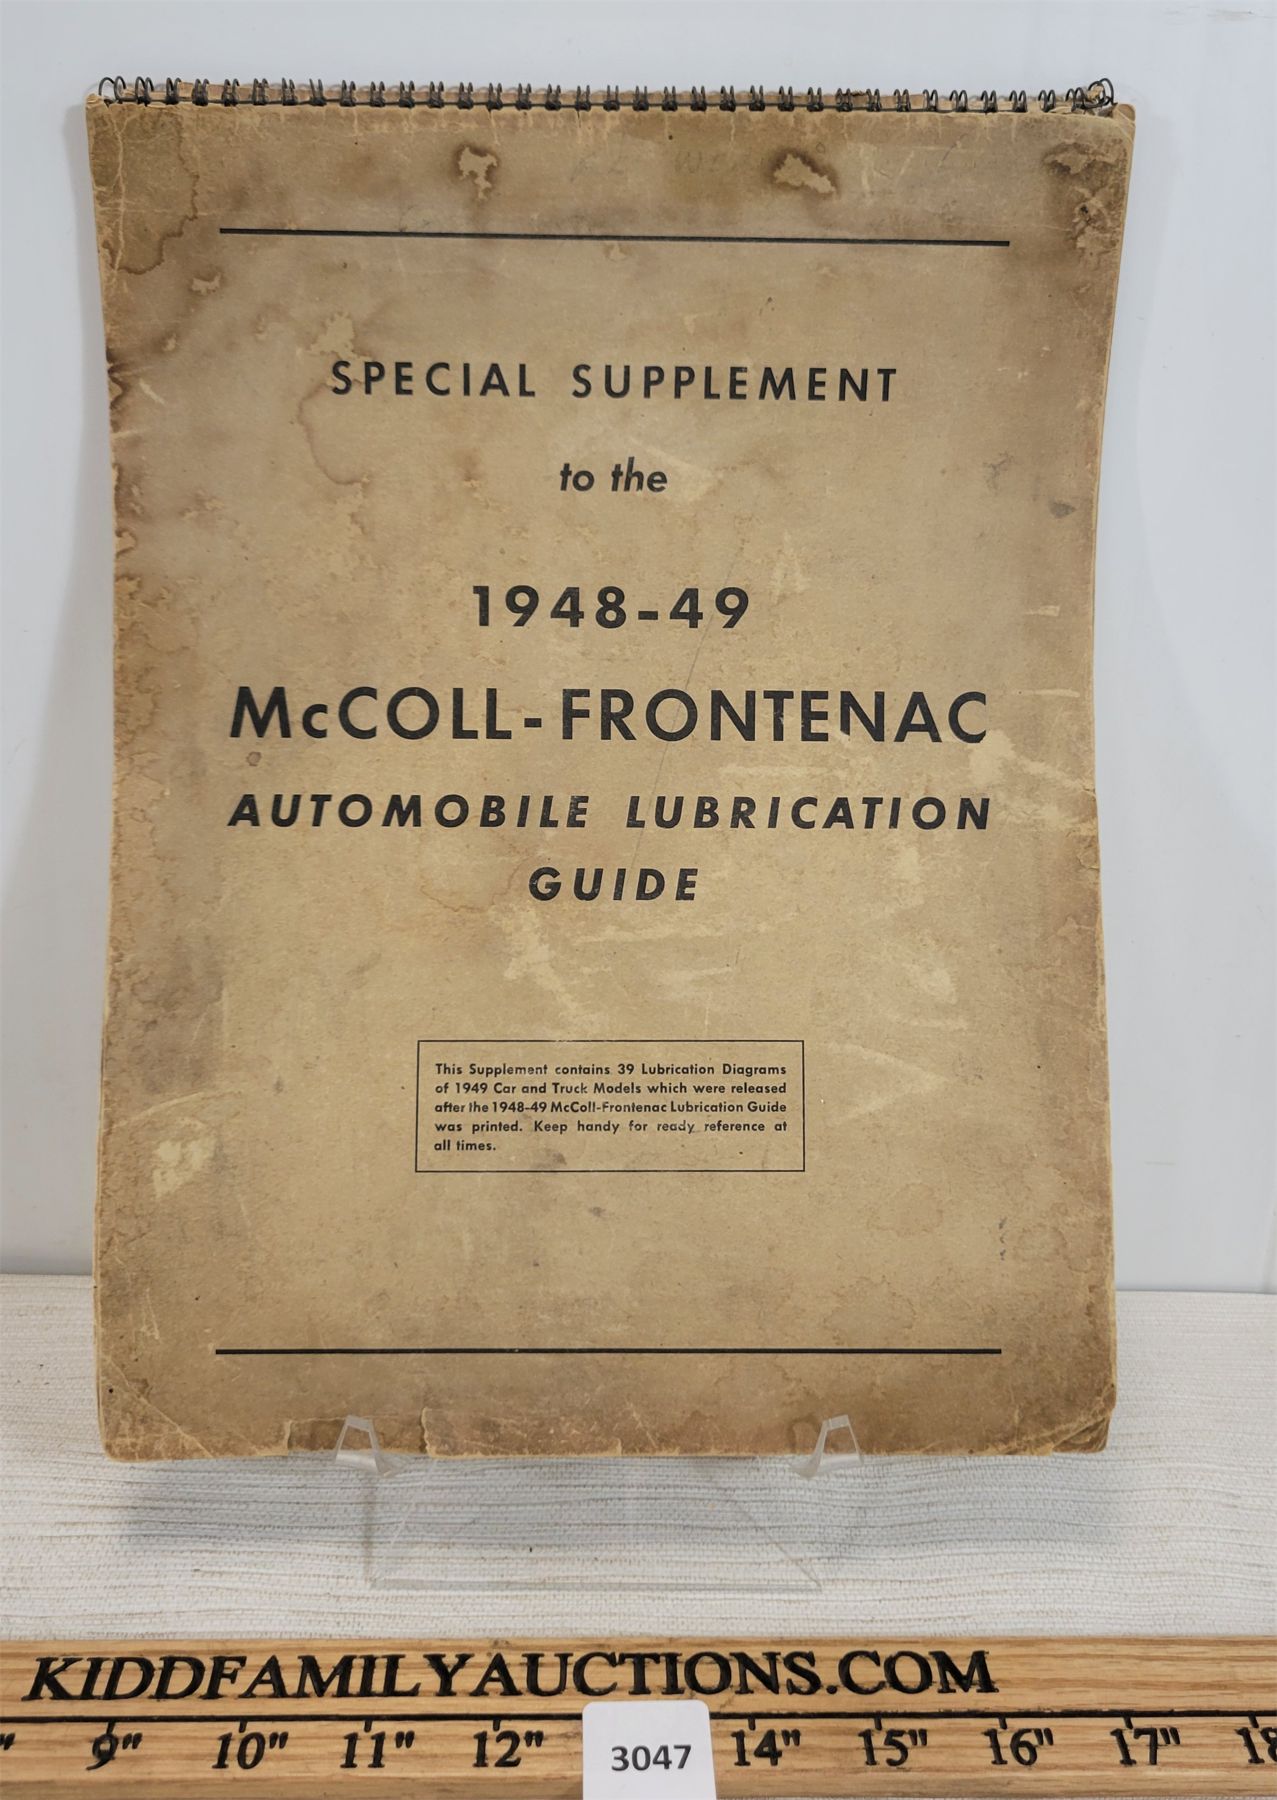 SPECIAL SUPPLEMENT
to the
1948-49
McCOLL-FRONTENAC
AUTOMOBILE LUBRICATION
GUIDE
This Supplement contains 39 Lubrication Diagrams
of 1949 Car and Truck Models which were released
after the 1948-49 McColl-Frontenac Lubrication Guide
was printed. Keep handy for ready reference at
all times.
KIDDFAMILYAUCTIONS.COM
9" 10" 11" 12" 14" 15" 16" 17" 18
3047